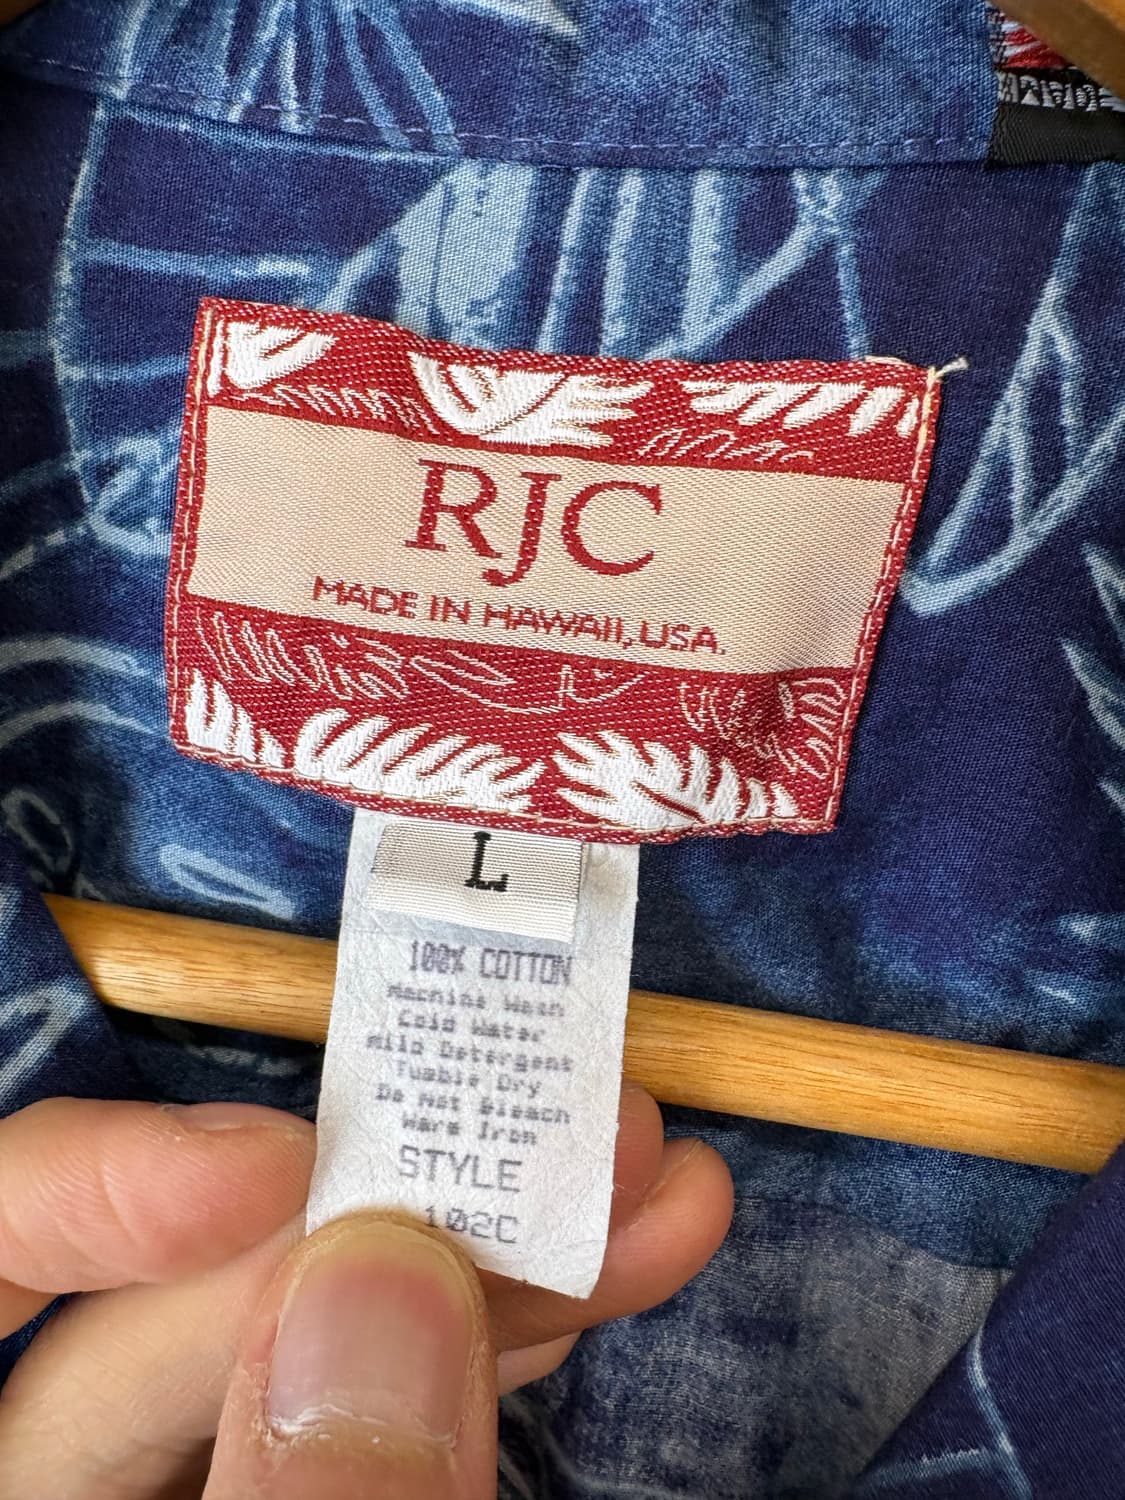 RJC
MADE IN HAWAII, USA.
L
100% COTTON
Machine Wash
Cold Water
Mild Detergent
Tumble Dry
Do Not Bleach
Warm Iron
STYLE
102C